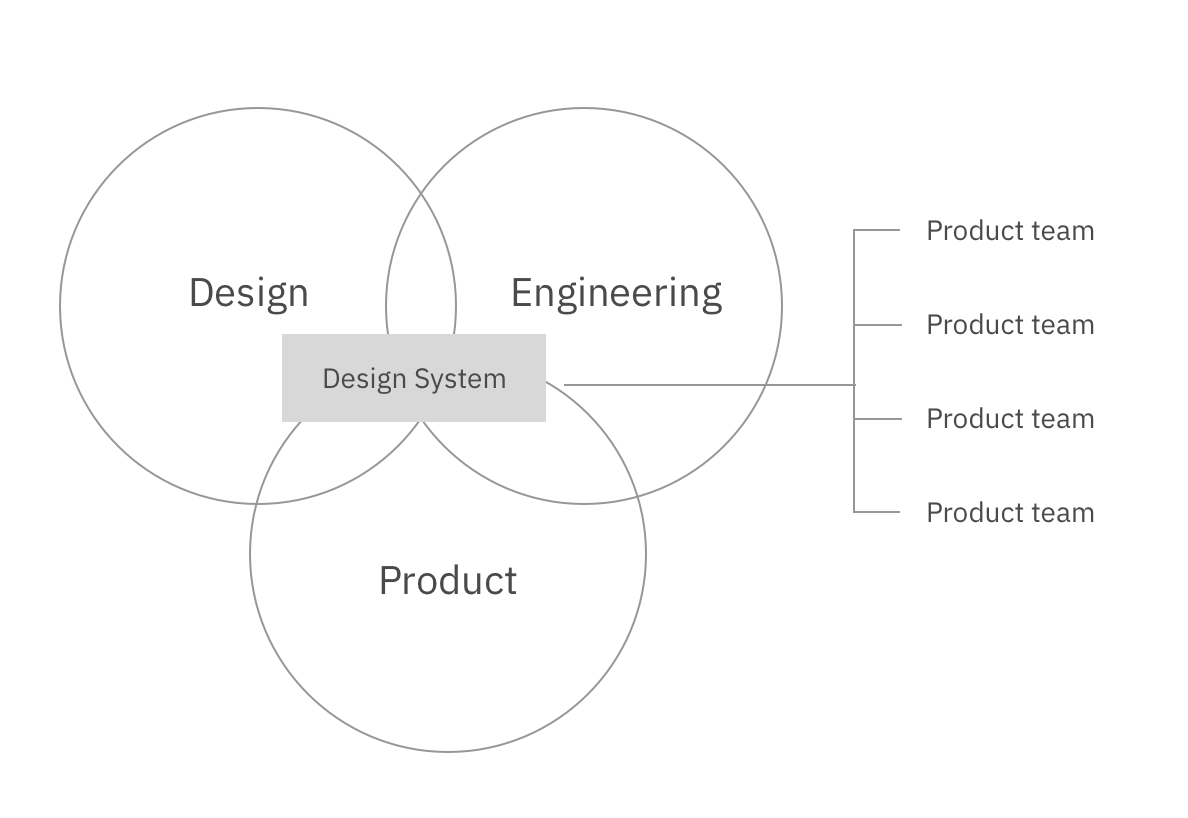 Design
Engineering
Design System
Product
Product team
Product team
Product team
Product team